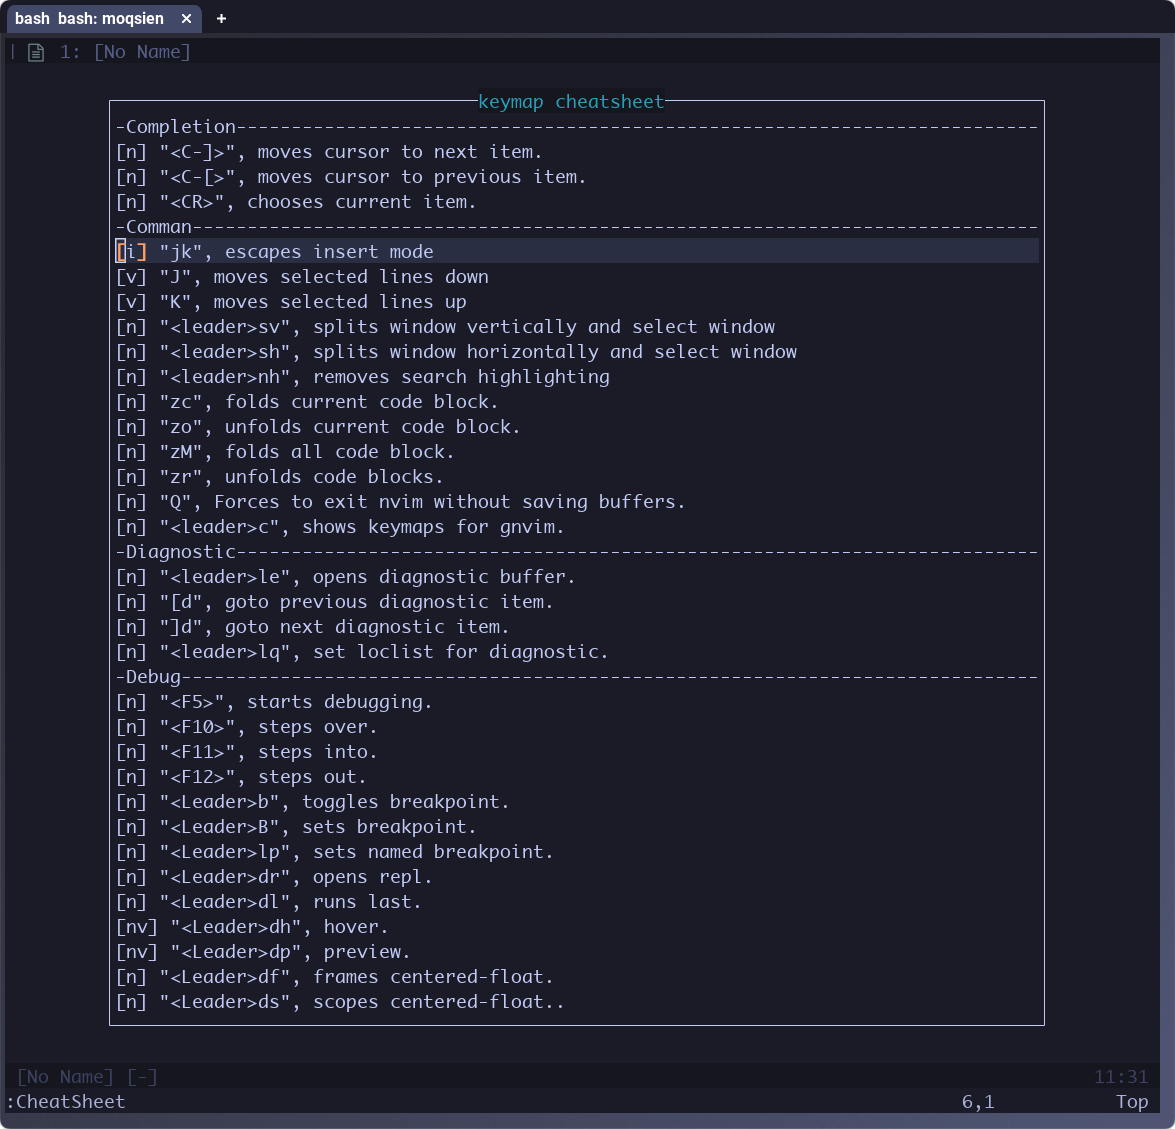 bash bash: moqsien × +
| 1: [No Name]
keymap cheatsheet
-Completion-------------------------------------------------------------------------
[n] "<C-]>", moves cursor to next item.
[n] "<C-[>", moves cursor to previous item.
[n] "<CR>", chooses current item.
-Comman-----------------------------------------------------------------------------
[i] "jk", escapes insert mode
[v] "J", moves selected lines down
[v] "K", moves selected lines up
[n] "<leader>sv", splits window vertically and select window
[n] "<leader>sh", splits window horizontally and select window
[n] "<leader>nh", removes search highlighting
[n] "zc", folds current code block.
[n] "zo", unfolds current code block.
[n] "zM", folds all code block.
[n] "zr", unfolds code blocks.
[n] "Q", Forces to exit nvim without saving buffers.
[n] "<leader>c", shows keymaps for gnvim.
-Diagnostic-------------------------------------------------------------------------
[n] "<leader>le", opens diagnostic buffer.
[n] "[d", goto previous diagnostic item.
[n] "]d", goto next diagnostic item.
[n] "<leader>lq", set loclist for diagnostic.
-Debug------------------------------------------------------------------------------
[n] "<F5>", starts debugging.
[n] "<F10>", steps over.
[n] "<F11>", steps into.
[n] "<F12>", steps out.
[n] "<Leader>b", toggles breakpoint.
[n] "<Leader>B", sets breakpoint.
[n] "<Leader>lp", sets named breakpoint.
[n] "<Leader>dr", opens repl.
[n] "<Leader>dl", runs last.
[nv] "<Leader>dh", hover.
[nv] "<Leader>dp", preview.
[n] "<Leader>df", frames centered-float.
[n] "<Leader>ds", scopes centered-float..
[No Name] [-] 11:31
:CheatSheet 6,1 Top